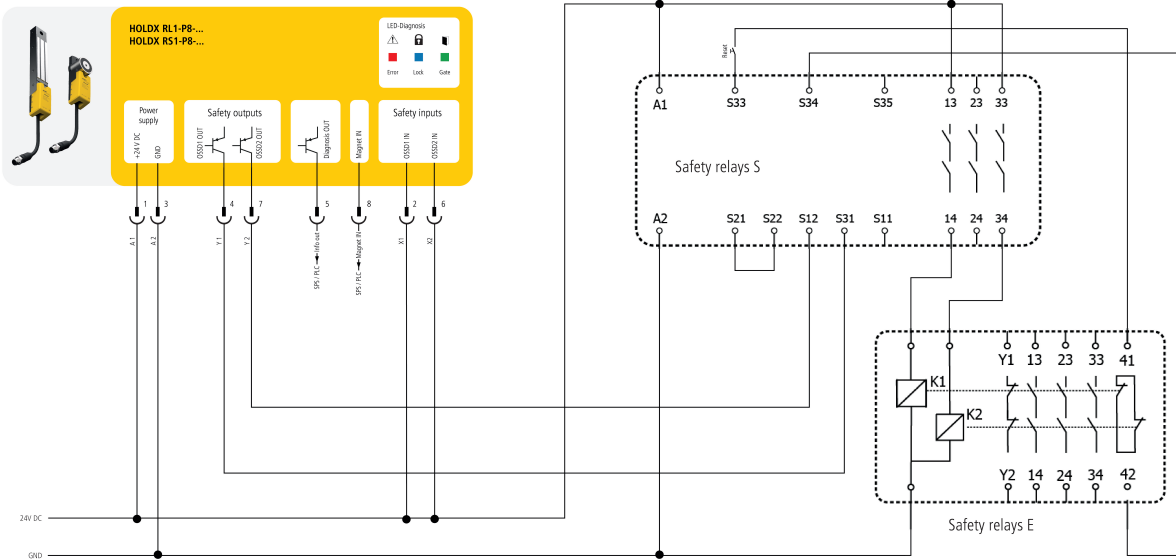 HOLDX RL1-P8-...
HOLDX RS1-P8-...
LED-Diagnosis
Error Lock Gate
Power supply
+24 V DC
GND
Safety outputs
OSSD1 OUT
OSSD2 OUT
Diagnosis OUT
Magnet IN
Safety inputs
OSSD1 IN
OSSD2 IN
1 3 4 7 5 8 2 6
A 1
A 2
Y 1
Y 2
SPS / PLC Info out
SPS / PLC Magnet IN
X1
X2
24V DC
GND
Reset
A1 S33 S34 S35 13 23 33
Safety relays S
A2 S21 S22 S12 S31 S11 14 24 34
Y1 13 23 33 41
K1
K2
Y2 14 24 34 42
Safety relays E